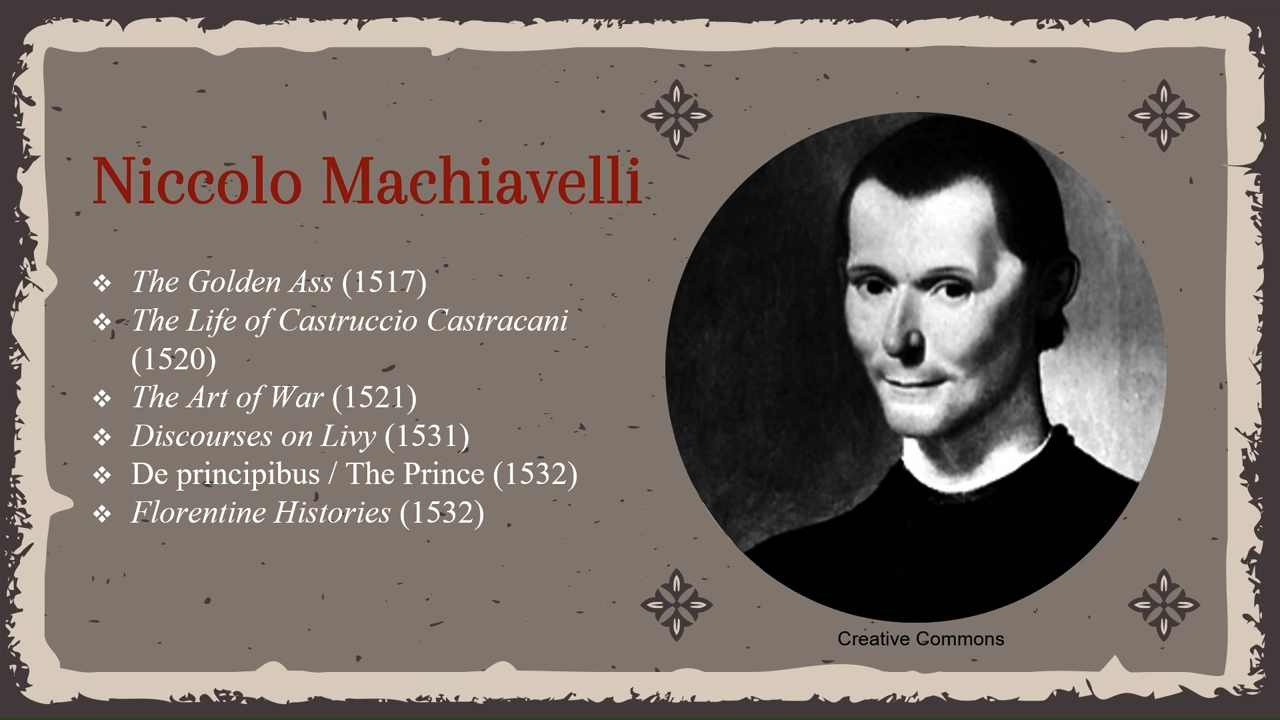 Niccolo Machiavelli
❖ The Golden Ass (1517)
❖ The Life of Castruccio Castracani
(1520)
❖ The Art of War (1521)
❖ Discourses on Livy (1531)
❖ De principibus / The Prince (1532)
❖ Florentine Histories (1532)
Creative Commons